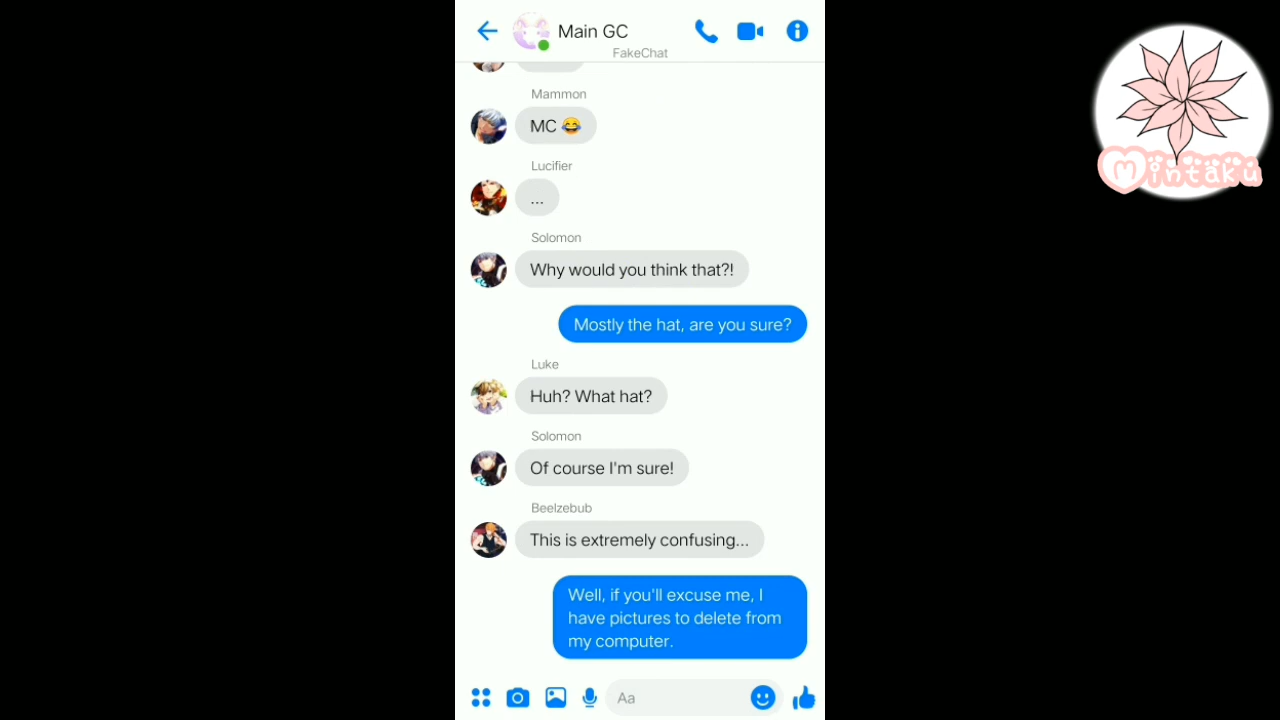 Main GC
FakeChat
Mammon
MC 😂
Lucifier
...
Solomon
Why would you think that?!
Mostly the hat, are you sure?
Luke
Huh? What hat?
Solomon
Of course I'm sure!
Beelzebub
This is extremely confusing...
Well, if you'll excuse me, I
have pictures to delete from
my computer.
Aa
Mintaku